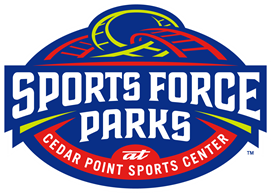 SPORTS FORCE
PARKS
at
CEDAR POINT SPORTS CENTER
TM